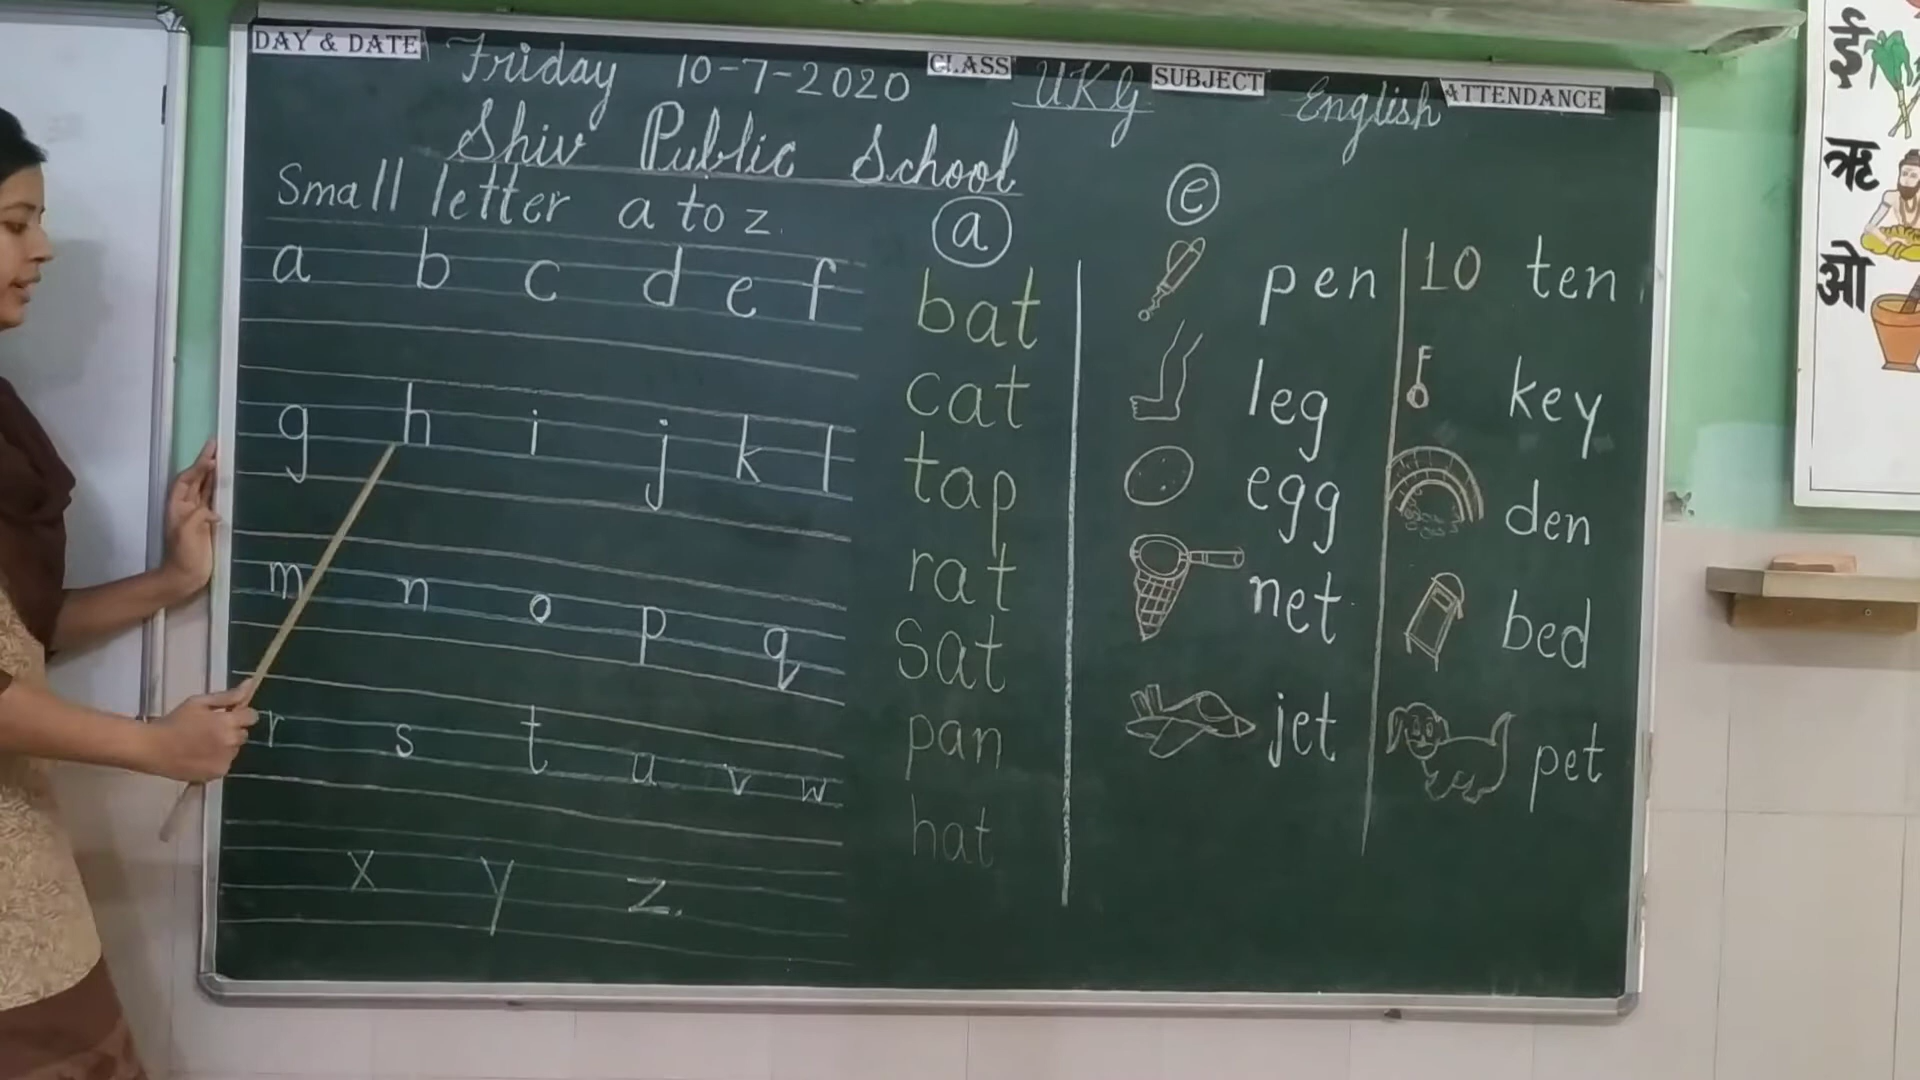 DAY & DATE Friday 10-7-2020 CLASS UKG SUBJECT English ATTENDANCE
Shiv Public School
Small letter a to z.
a b c d e f
g h i j k l
m n o p q
r s t u v w
x y z.
a
bat
cat
tap
rat
sat
pan
hat
e
pen
leg
egg
net
jet
10 ten
key
den
bed
pet
ई
ऋ
ओ